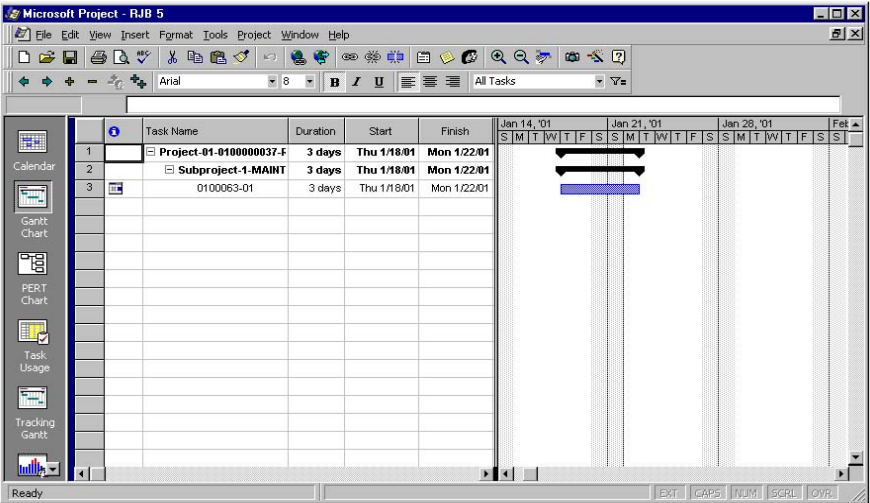 Microsoft Project - RJB 5
File Edit View Insert Format Tools Project Window Help
Arial 8 B I U All Tasks
Task Name Duration Start Finish Jan 14, '01 Jan 21, '01 Jan 28, '01 Feb
S M T W T F S S M T W T F S S M T W T F S S
1 Project-01-0100000037-F 3 days Thu 1/18/01 Mon 1/22/01
2 Subproject-1-MAINT 3 days Thu 1/18/01 Mon 1/22/01
3 0100063-01 3 days Thu 1/18/01 Mon 1/22/01
Calendar
Gantt
Chart
PERT
Chart
Task
Usage
Tracking
Gantt
Ready EXT CAPS NUM SCRL OVR